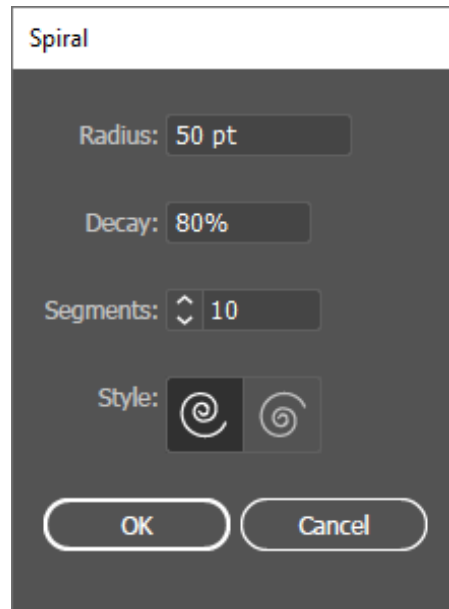 Spiral
Radius: 50 pt
Decay: 80%
Segments: 10
Style:
OK Cancel